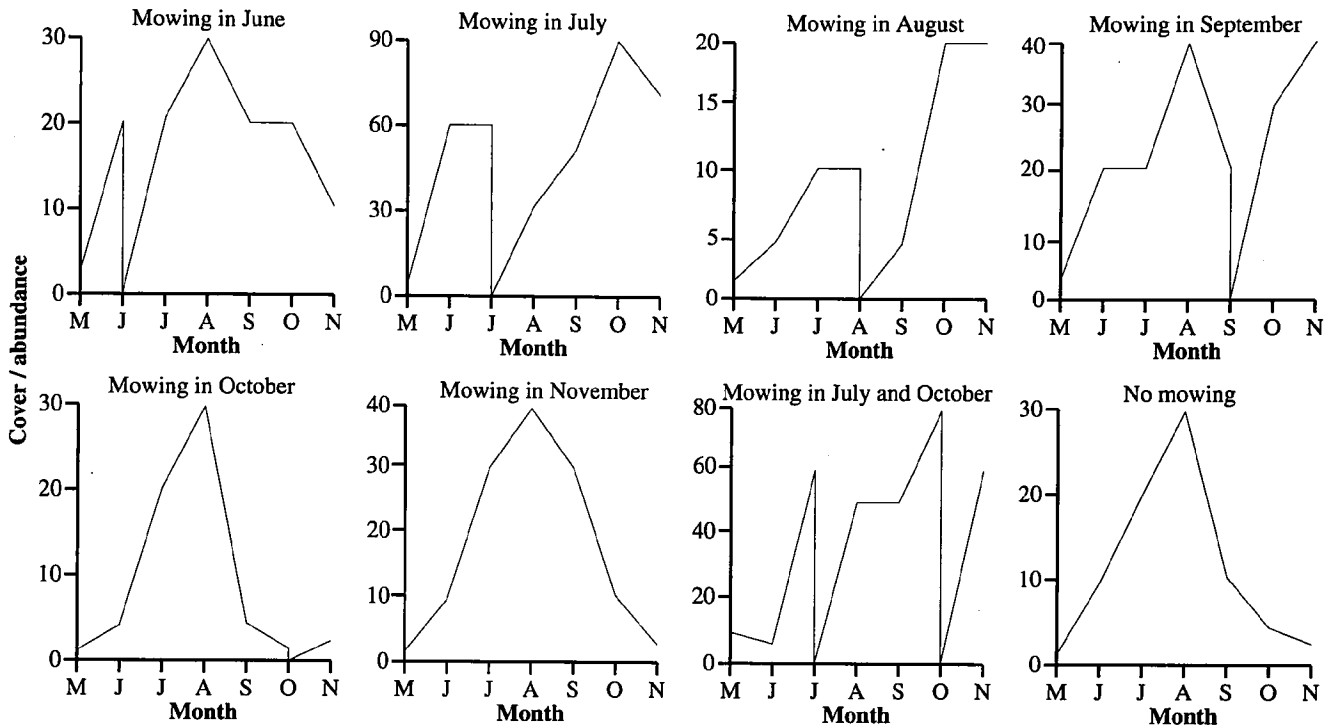 Cover / abundance
Mowing in June
30
20
10
0
M J J A S O N
Month
Mowing in July
90
60
30
0
M J J A S O N
Month
Mowing in August
20
15
10
5
0
M J J A S O N
Month
Mowing in September
40
30
20
10
0
M J J A S O N
Month
Mowing in October
30
20
10
0
M J J A S O N
Month
Mowing in November
40
30
20
10
0
M J J A S O N
Month
Mowing in July and October
80
60
40
20
0
M J J A S O N
Month
No mowing
30
20
10
0
M J J A S O N
Month